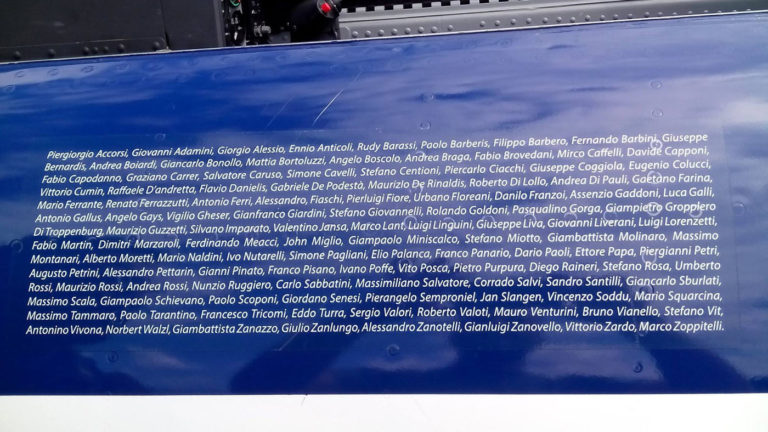 Piergiorgio Accorsi, Giovanni Adamini, Giorgio Alessio, Ennio Anticoli, Rudy Barassi, Paolo Barberis, Filippo Barbero, Fernando Barbini, Giuseppe
Bernardis, Andrea Boiardi, Giancarlo Bonollo, Mattia Bortoluzzi, Angelo Boscolo, Andrea Braga, Fabio Brovedani, Mirco Caffelli, Davide Capponi,
Fabio Capodanno, Graziano Carrer, Salvatore Caruso, Simone Cavelli, Stefano Centioni, Piercarlo Ciacchi, Giuseppe Coggiola, Eugenio Colucci,
Vittorio Cumin, Raffaele D'andretta, Flavio Danielis, Gabriele De Podestà, Maurizio De Rinaldis, Roberto Di Lollo, Andrea Di Pauli, Gaetano Farina,
Mario Ferrante, Renato Ferrazzutti, Antonio Ferri, Alessandro, Fiaschi, Pierluigi Fiore, Urbano Floreani, Danilo Franzoi, Assenzio Gaddoni, Luca Galli,
Antonio Gallus, Angelo Gays, Vigilio Gheser, Gianfranco Giardini, Stefano Giovannelli, Rolando Goldoni, Pasqualino Gorga, Giampietro Gropplero
Di Troppenburg, Maurizio Guzzetti, Silvano Imparato, Valentino Jansa, Marco Lant, Luigi Linguini, Giuseppe Liva, Giovanni Liverani, Luigi Lorenzetti,
Fabio Martin, Dimitri Marzaroli, Ferdinando Meacci, John Miglio, Giampaolo Miniscalco, Stefano Miotto, Giambattista Molinaro, Massimo
Montanari, Alberto Moretti, Mario Naldini, Ivo Nutarelli, Simone Pagliani, Elio Palanca, Franco Panario, Dario Paoli, Ettore Papa, Piergianni Petri,
Augusto Petrini, Alessandro Pettarin, Gianni Pinato, Franco Pisano, Ivano Poffe, Vito Posca, Pietro Purpura, Diego Raineri, Stefano Rosa, Umberto
Rossi, Maurizio Rossi, Andrea Rossi, Nunzio Ruggiero, Carlo Sabbatini, Massimiliano Salvatore, Corrado Salvi, Sandro Santilli, Giancarlo Sburlati,
Massimo Scala, Giampaolo Schievano, Paolo Scoponi, Giordano Senesi, Pierangelo Semproniel, Jan Slangen, Vincenzo Soddu, Mario Squarcina,
Massimo Tammaro, Paolo Tarantino, Francesco Tricomi, Eddo Turra, Sergio Valori, Roberto Valoti, Mauro Venturini, Bruno Vianello, Stefano Vit,
Antonino Vivona, Norbert Walzl, Giambattista Zanazzo, Giulio Zanlungo, Alessandro Zanotelli, Gianluigi Zanovello, Vittorio Zardo, Marco Zoppitelli.